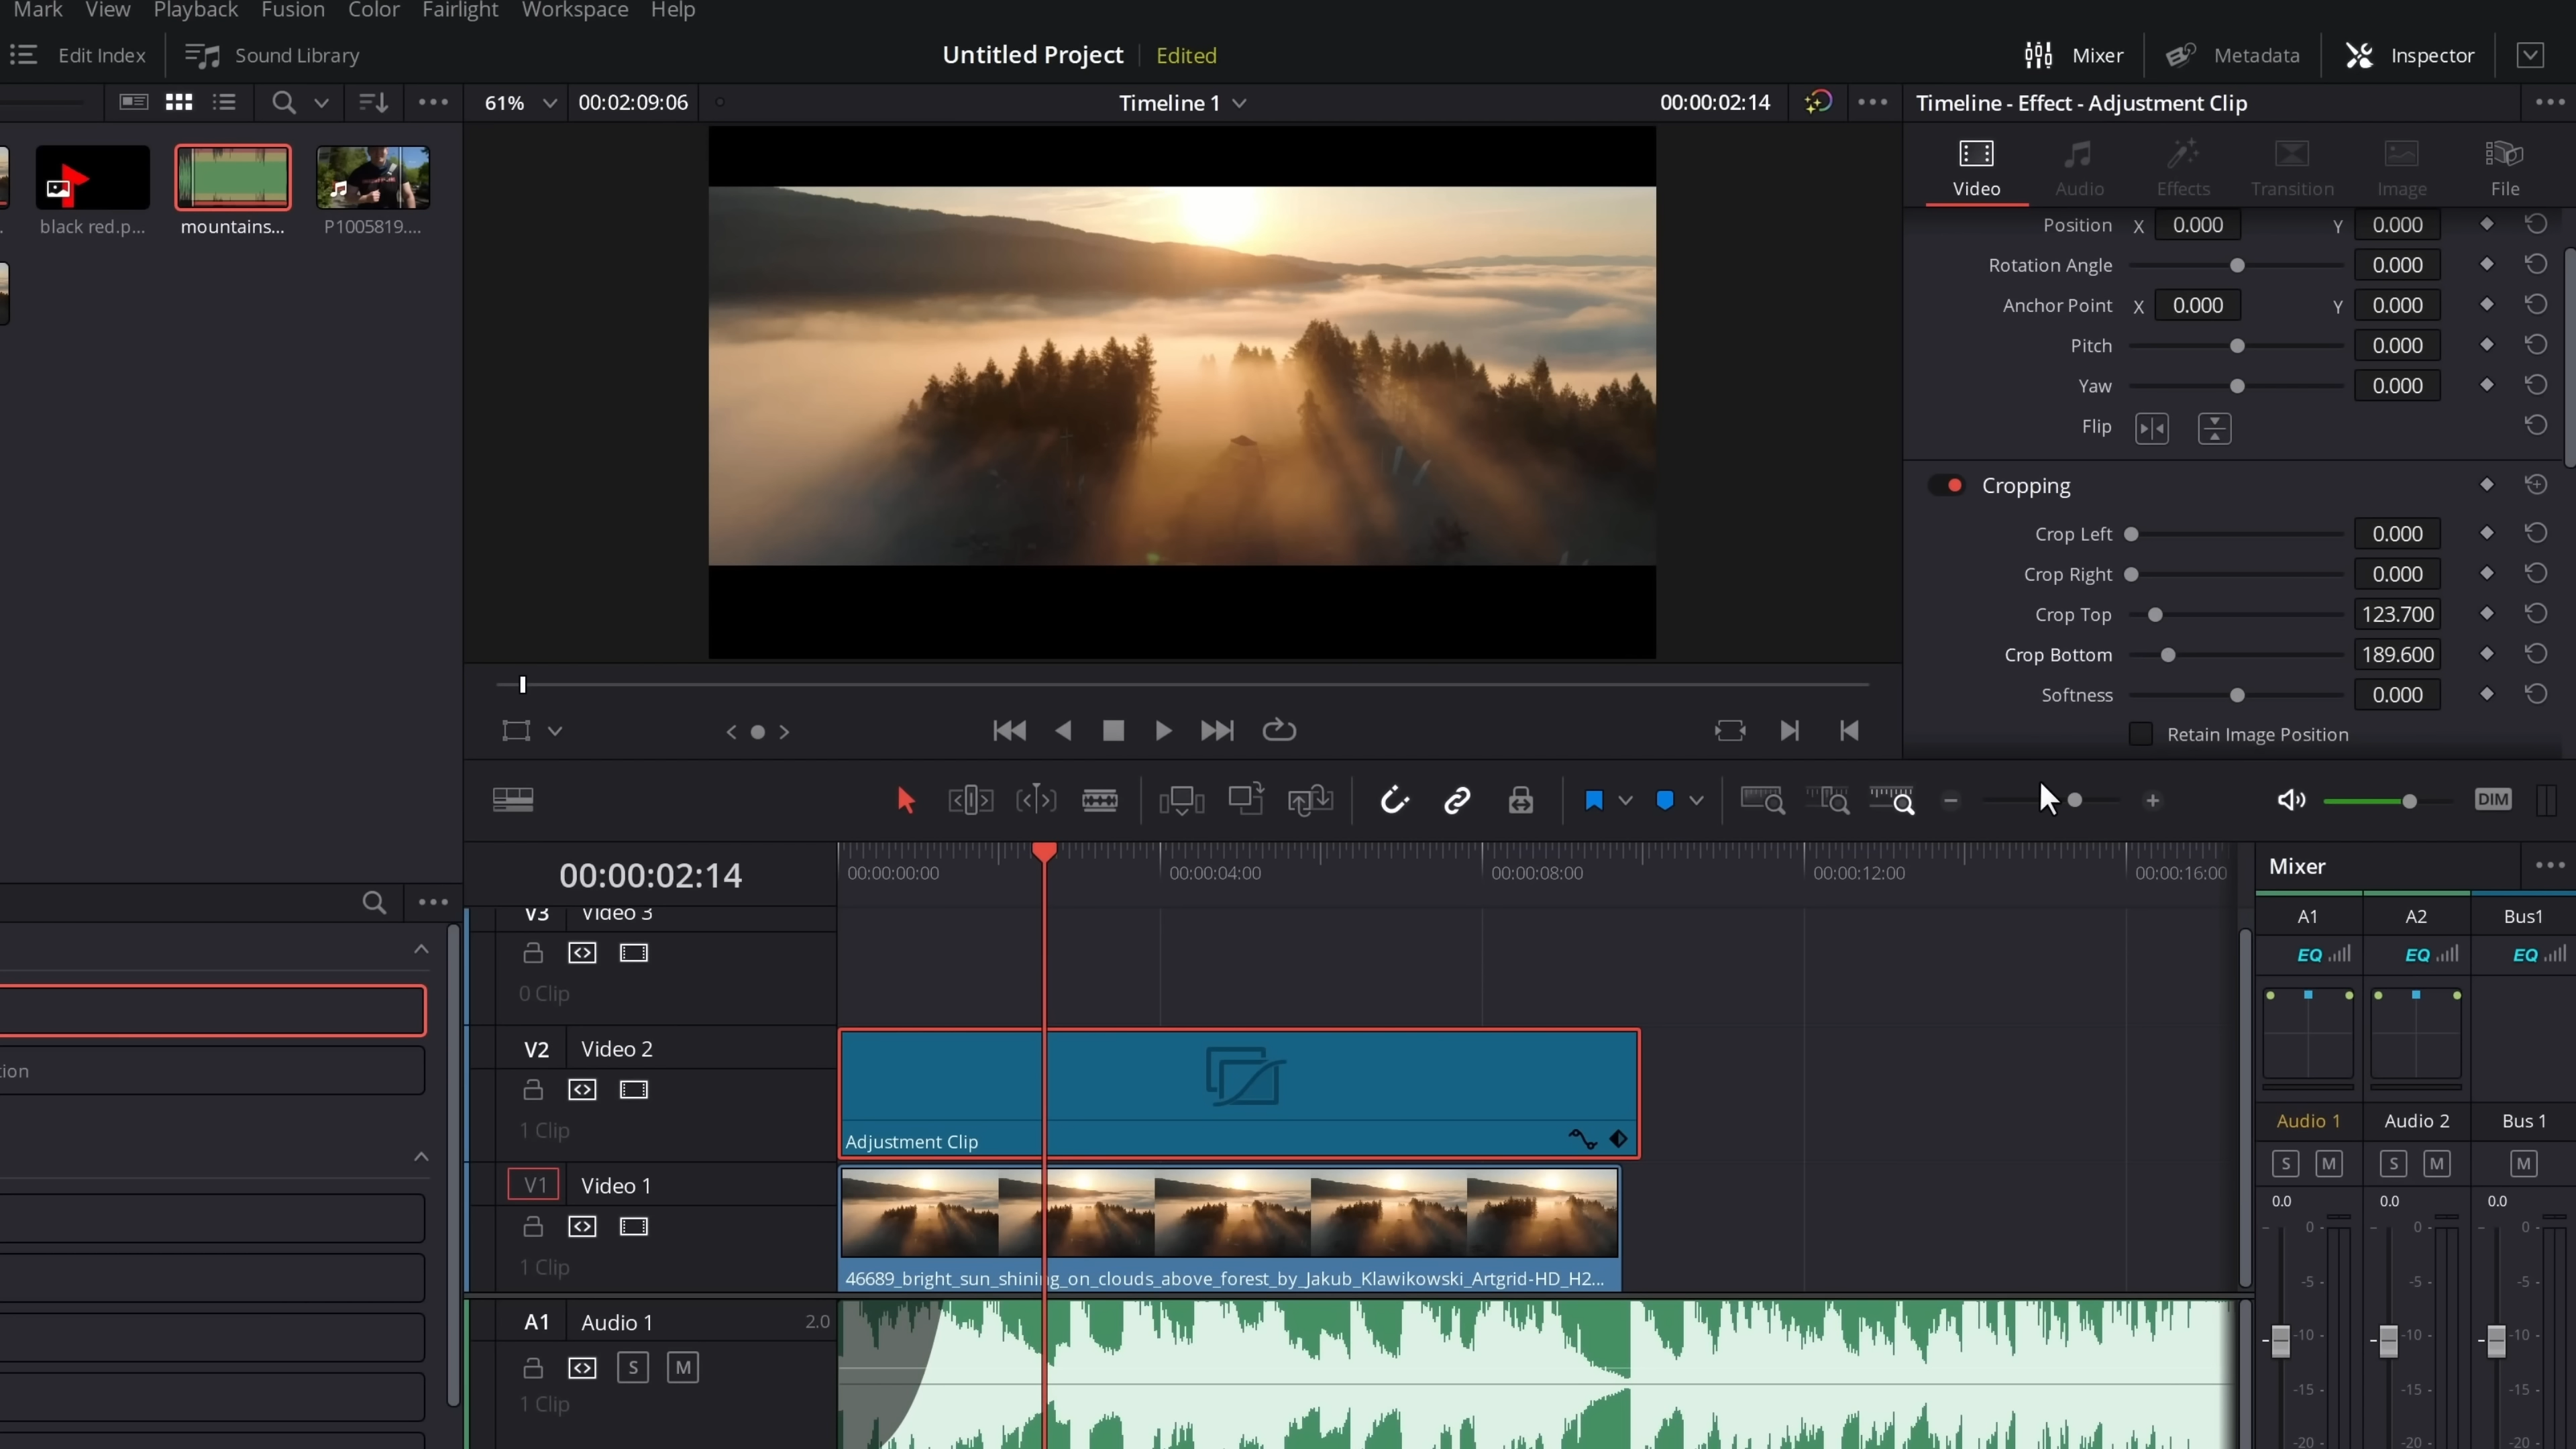 Mark View Playback Fusion Color Fairlight Workspace Help
Edit Index Sound Library Untitled Project Edited Mixer Metadata Inspector
61% 00:02:09:06 Timeline 1 00:00:02:14 Timeline - Effect - Adjustment Clip
Video Audio Effects Transition Image File
black red.p... mountains... P1005819....
Position X 0.000 Y 0.000
Rotation Angle 0.000
Anchor Point X 0.000 Y 0.000
Pitch 0.000
Yaw 0.000
Flip
Cropping
Crop Left 0.000
Crop Right 0.000
Crop Top 123.700
Crop Bottom 189.600
Softness 0.000
Retain Image Position
DIM
00:00:02:14 00:00:00:00 00:00:04:00 00:00:08:00 00:00:12:00 00:00:16:00
V3 Video 3
0 Clip
V2 Video 2
1 Clip
Adjustment Clip
V1 Video 1
1 Clip
46689_bright_sun_shining_on_clouds_above_forest_by_Jakub_Klawikowski_Artgrid-HD_H2...
A1 Audio 1 2.0
S M
1 Clip
tion
Mixer
A1 A2 Bus1
EQ EQ EQ
Audio 1 Audio 2 Bus 1
S M S M M
0.0 0.0 0.0
0 0 0
-5 -5 -5
-10 -10 -10
-15 -15 -15
-20 -20 -20